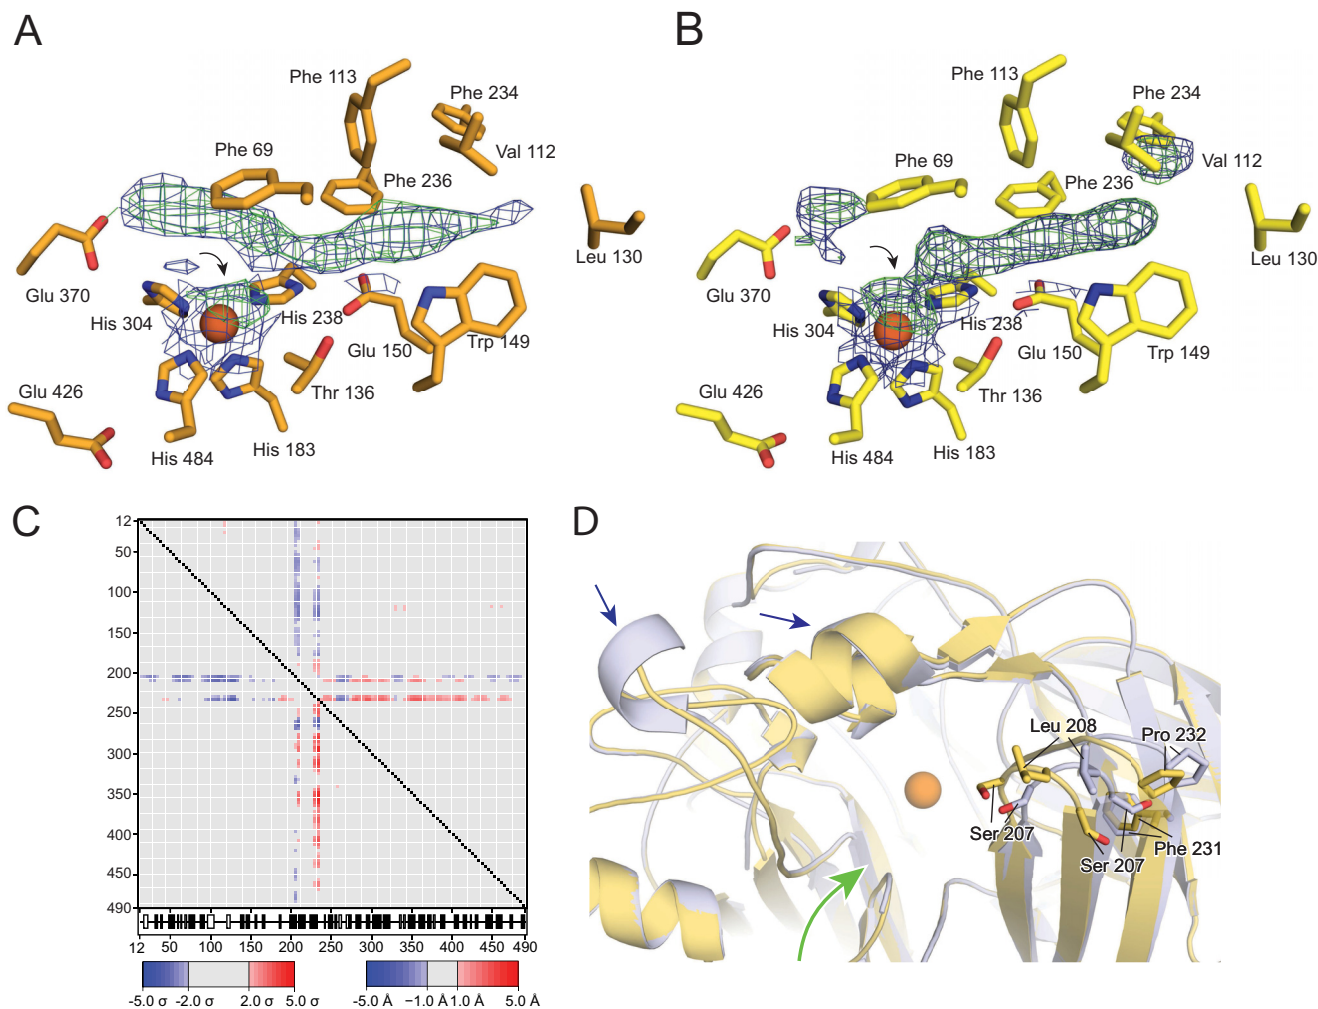 A
Phe 113
Phe 234
Val 112
Phe 69
Phe 236
Leu 130
Glu 370
His 304
His 238
Glu 150
Trp 149
Thr 136
Glu 426
His 484
His 183
B
Phe 113
Phe 234
Val 112
Phe 69
Phe 236
Leu 130
Glu 370
His 304
His 238
Glu 150
Trp 149
Thr 136
Glu 426
His 484
His 183
C
12
50
100
150
200
250
300
350
400
450
490
12 50 100 150 200 250 300 350 400 450 490
-5.0 σ -2.0 σ 2.0 σ 5.0 σ
-5.0 Å −1.0 Å 1.0 Å 5.0 Å
D
Leu 208
Pro 232
Ser 207
Ser 207
Phe 231